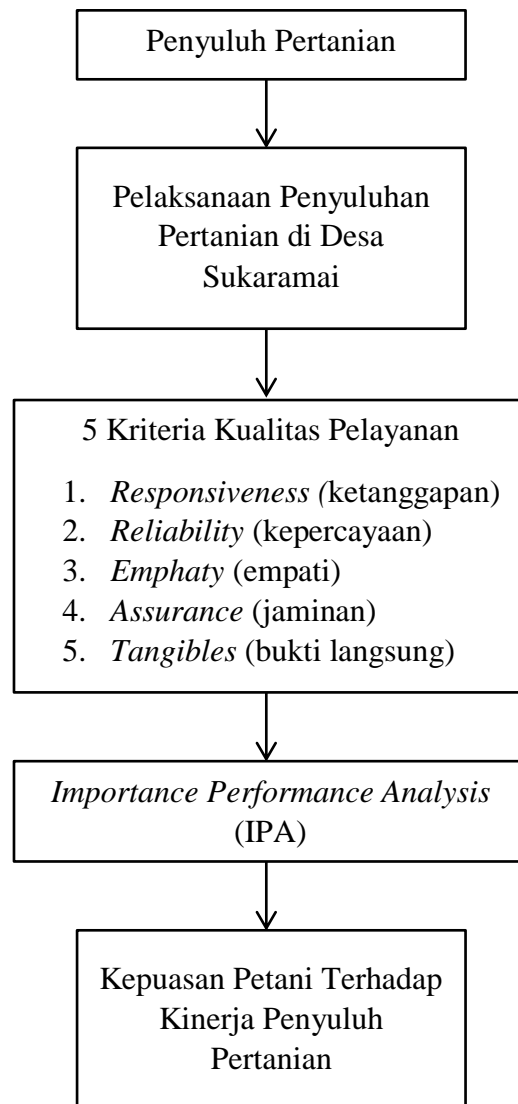 Penyuluh Pertanian
Pelaksanaan Penyuluhan
Pertanian di Desa
Sukaramai
5 Kriteria Kualitas Pelayanan
1. Responsiveness (ketanggapan)
2. Reliability (kepercayaan)
3. Emphaty (empati)
4. Assurance (jaminan)
5. Tangibles (bukti langsung)
Importance Performance Analysis
(IPA)
Kepuasan Petani Terhadap
Kinerja Penyuluh
Pertanian